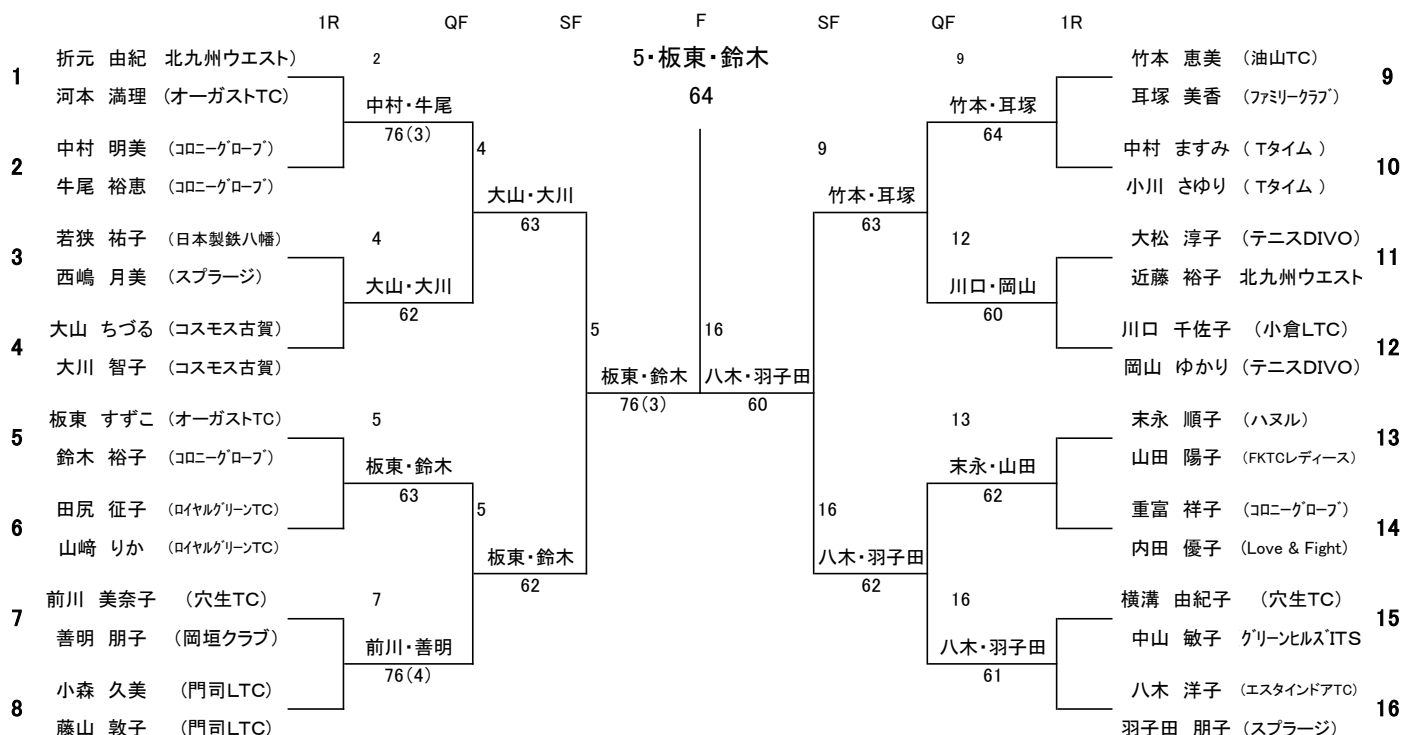 1R QF SF F SF QF 1R
5・板東・鈴木
64
1
折元 由紀 北九州ウエスト)
河本 満理 (オーガストTC)
2
中村・牛尾
76(3)
2
中村 明美 (コロニーグローブ)
牛尾 裕恵 (コロニーグローブ)
4
大山・大川
63
3
若狭 祐子 (日本製鉄八幡)
西嶋 月美 (スプラージ)
4
大山・大川
62
4
大山 ちづる (コスモス古賀)
大川 智子 (コスモス古賀)
5
板東・鈴木
76(3)
5
板東 すずこ (オーガストTC)
鈴木 裕子 (コロニーグローブ)
5
板東・鈴木
63
6
田尻 征子 (ロイヤルグリーンTC)
山﨑 りか (ロイヤルグリーンTC)
5
板東・鈴木
62
7
前川 美奈子 (穴生TC)
善明 朋子 (岡垣クラブ)
7
前川・善明
76(4)
8
小森 久美 (門司LTC)
藤山 敦子 (門司LTC)
竹本 恵美 (油山TC)
耳塚 美香 (ファミリークラブ)
9
9
竹本・耳塚
64
中村 ますみ ( Tタイム )
小川 さゆり ( Tタイム )
10
9
竹本・耳塚
63
大松 淳子 (テニスDIVO)
近藤 裕子 北九州ウエスト
11
12
川口・岡山
60
川口 千佐子 (小倉LTC)
岡山 ゆかり (テニスDIVO)
12
16
八木・羽子田
60
末永 順子 (ハヌル)
山田 陽子 (FKTCレディース)
13
13
末永・山田
62
重富 祥子 (コロニーグローブ)
内田 優子 (Love & Fight)
14
16
八木・羽子田
62
横溝 由紀子 (穴生TC)
中山 敏子 グリーンヒルズITS
15
16
八木・羽子田
61
八木 洋子 (エスタインドアTC)
羽子田 朋子 (スプラージ)
16